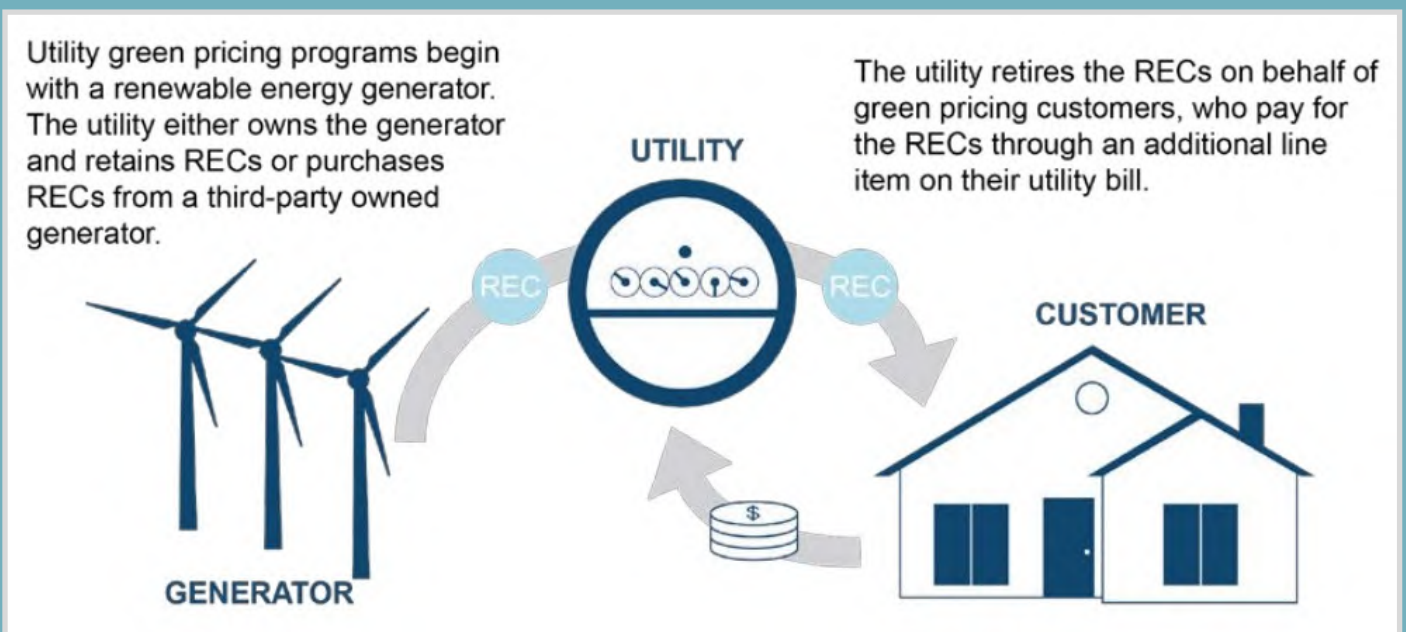 Utility green pricing programs begin
with a renewable energy generator.
The utility either owns the generator
and retains RECs or purchases
RECs from a third-party owned
generator.
The utility retires the RECs on behalf of
green pricing customers, who pay for
the RECs through an additional line
item on their utility bill.
UTILITY
REC
REC
CUSTOMER
$
GENERATOR